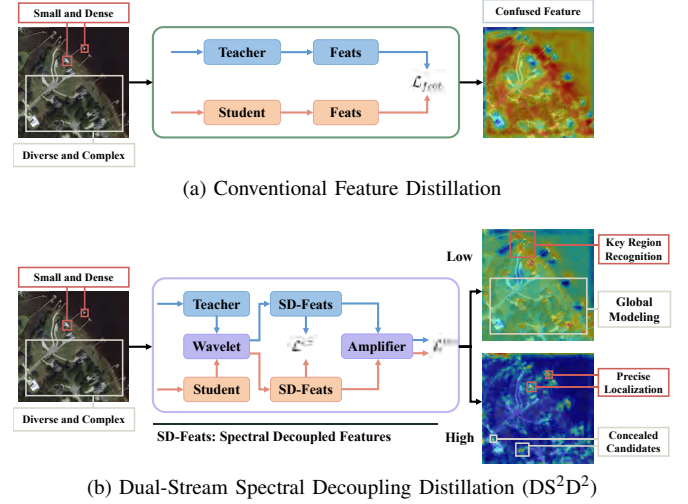 Small and Dense
Confused Feature
Teacher
Feats
Student
Feats
Diverse and Complex
(a) Conventional Feature Distillation
Small and Dense
Low
Key Region
Recognition
Teacher
SD-Feats
Global
Modeling
Wavelet
Amplifier
Student
SD-Feats
Precise
Localization
Diverse and Complex
SD-Feats: Spectral Decoupled Features
High
Concealed
Candidates
(b) Dual-Stream Spectral Decoupling Distillation (DS²D²)